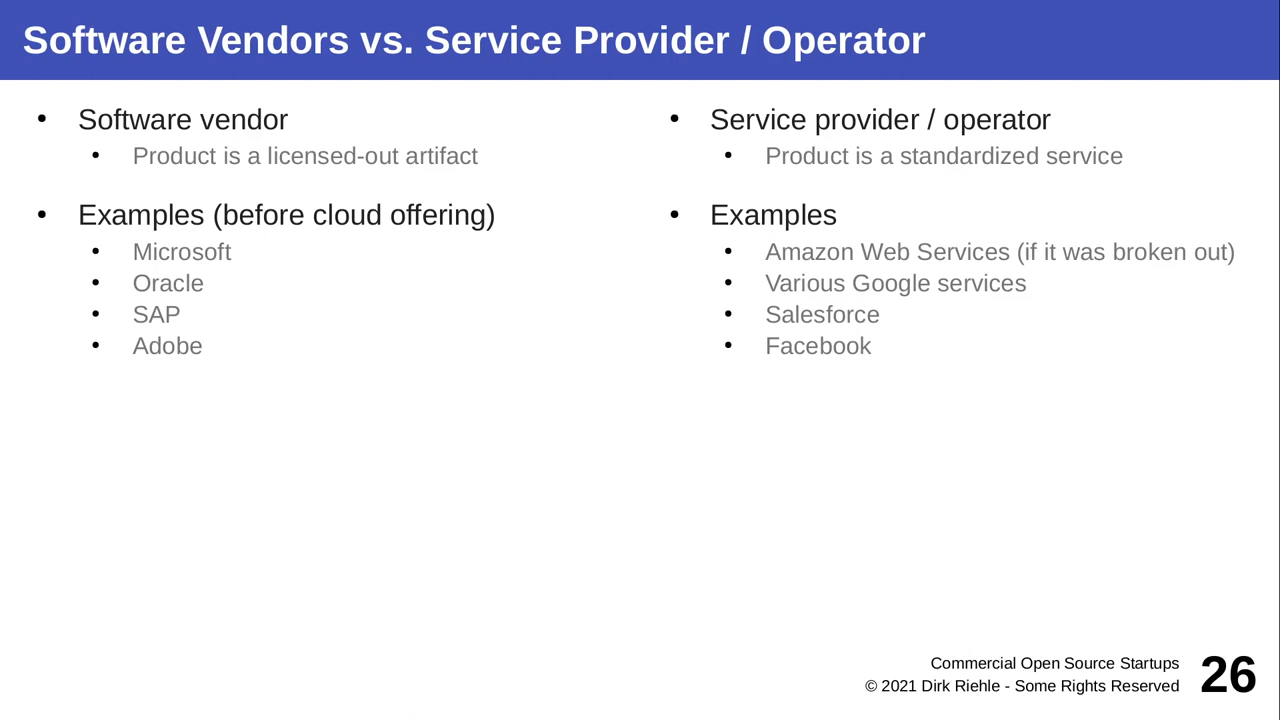 Software Vendors vs. Service Provider / Operator
• Software vendor
• Product is a licensed-out artifact
• Examples (before cloud offering)
• Microsoft
• Oracle
• SAP
• Adobe
• Service provider / operator
• Product is a standardized service
• Examples
• Amazon Web Services (if it was broken out)
• Various Google services
• Salesforce
• Facebook
Commercial Open Source Startups
© 2021 Dirk Riehle - Some Rights Reserved
26